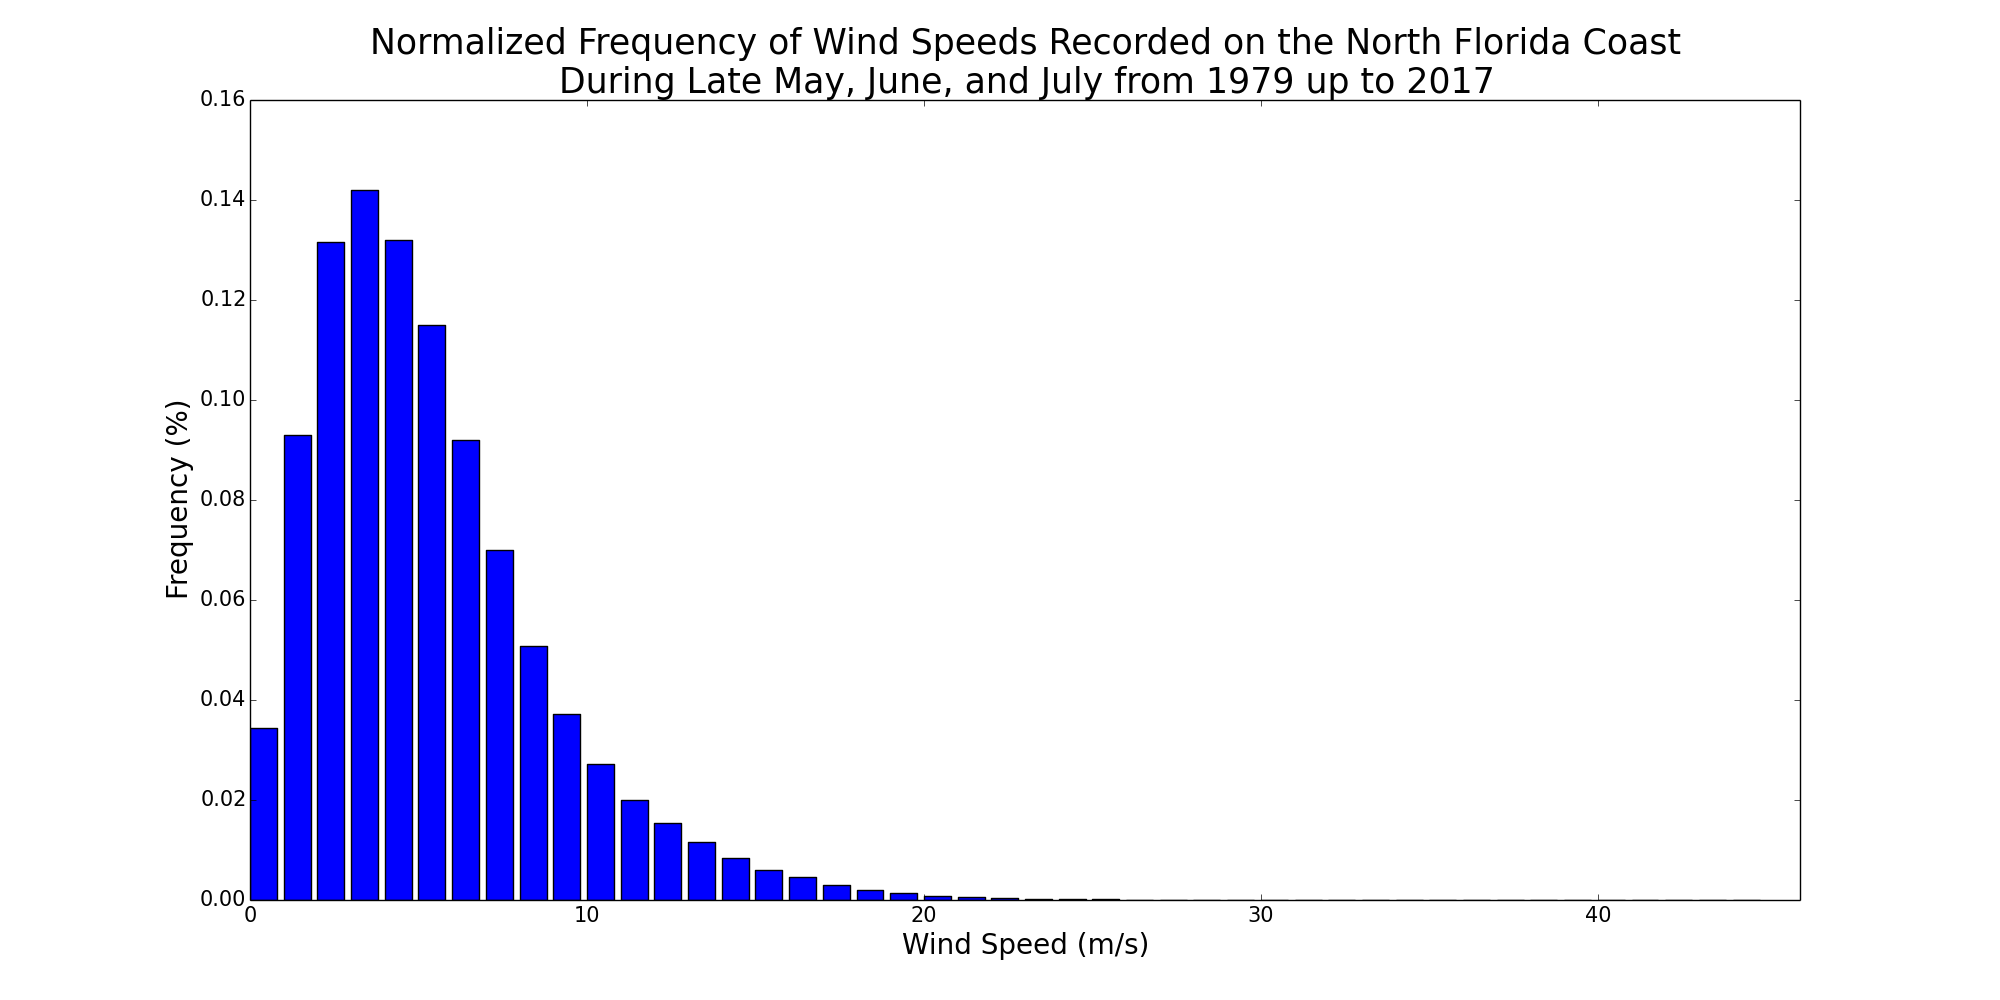 Normalized Frequency of Wind Speeds Recorded on the North Florida Coast
During Late May, June, and July from 1979 up to 2017
0.16
0.14
0.12
0.10
0.08
0.06
0.04
0.02
0.00
Frequency (%)
0 10 20 30 40
Wind Speed (m/s)